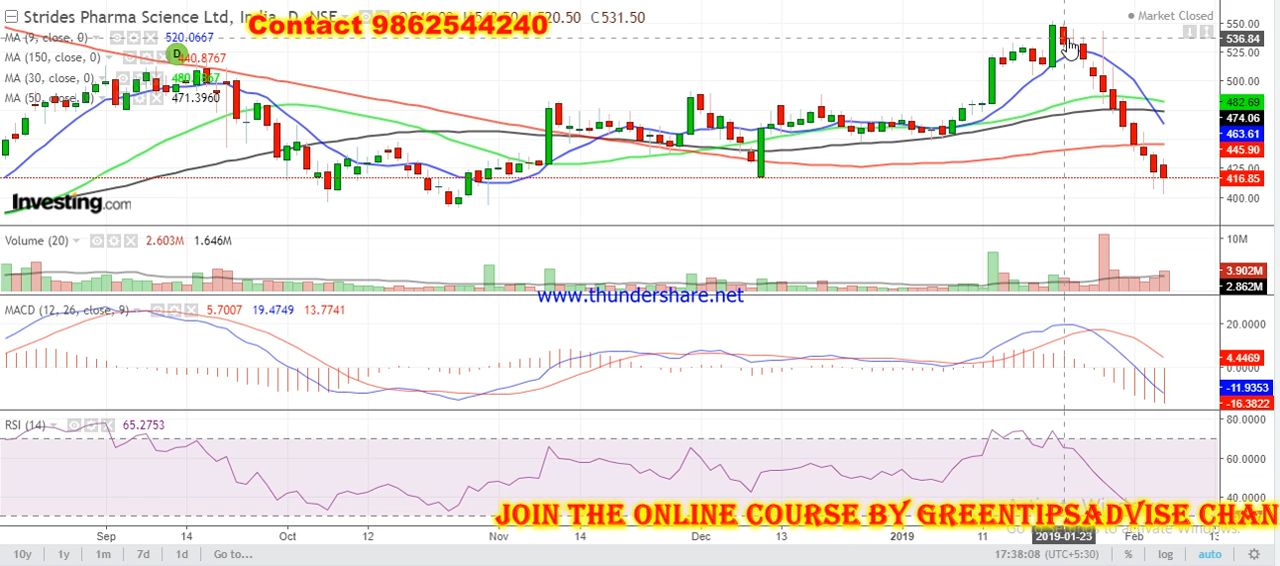 Strides Pharma Science Ltd, India, D, NSE
520.50 C531.50
Contact 9862544240
Market Closed
MA (9, close, 0) 520.0667
MA (150, close, 0) 440.8767
D
MA (30, close, 0)
MA (50, close, 0) 471.3960
550.00
536.84
525.00
500.00
482.69
474.06
463.61
445.90
425.00
416.85
400.00
Investing.com
Volume (20) 2.603M 1.646M
10M
3.902M
2.862M
www.thundershare.net
MACD (12, 26, close, 9) 5.7007 19.4749 13.7741
20.0000
4.4469
0.0000
-11.9353
-16.3822
RSI (14) 65.2753
80.0000
60.0000
40.0000
JOIN THE ONLINE COURSE BY GREENTIPSADVISE CHAN
Sep 14 Oct 12 Nov 14 Dec 14 2019 11 2019-01-23 Feb 13
10y 1y 1m 7d 1d Go to... 17:38:08 (UTC+5:30) % log auto